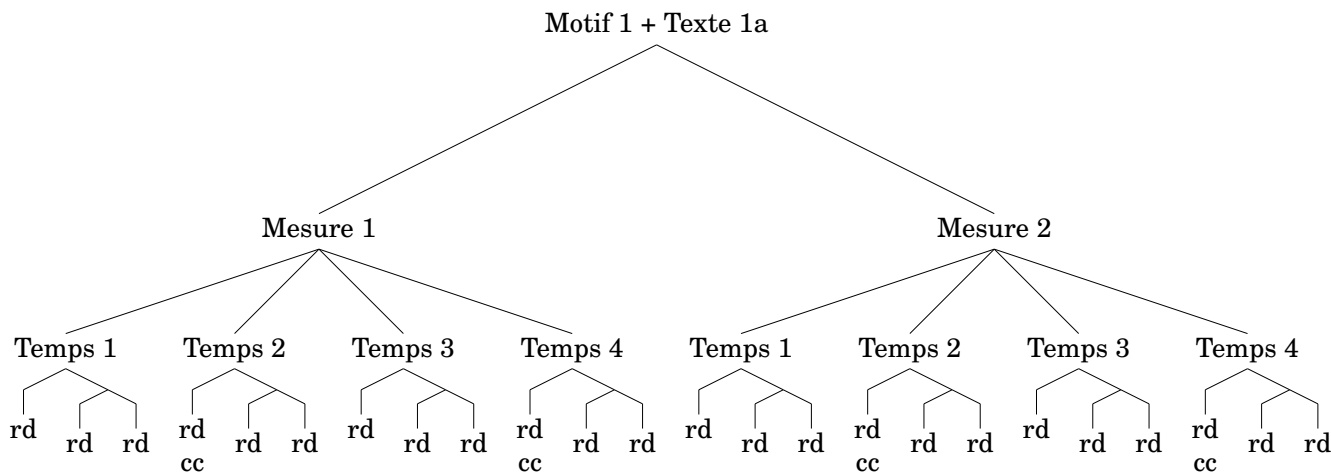 Motif 1 + Texte 1a
Mesure 1 Mesure 2
Temps 1 Temps 2 Temps 3 Temps 4 Temps 1 Temps 2 Temps 3 Temps 4
rd rd rd rd rd rd rd rd rd rd rd rd rd rd rd rd rd rd rd rd rd rd rd rd
cc cc cc cc